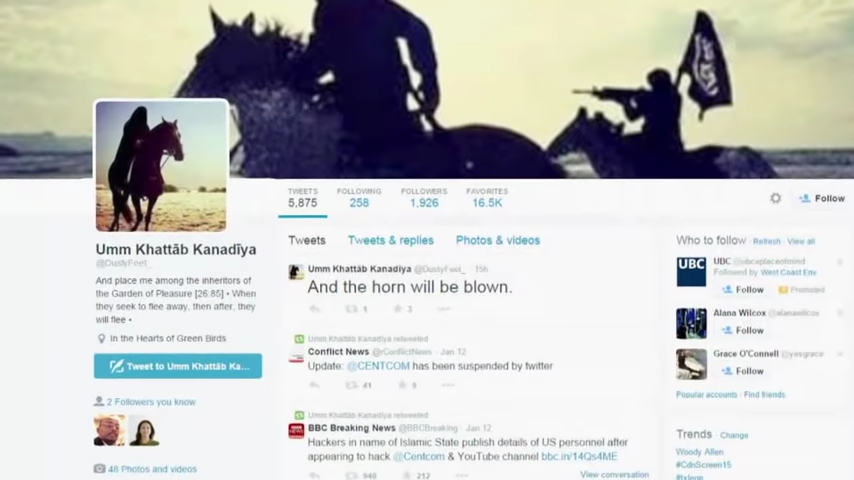 TWEETS FOLLOWING FOLLOWERS FAVORITES
5,875 258 1,926 16.5K
Follow
Umm Khattāb Kanadīya
@DustyFeet_
And place me among the inheritors of
the Garden of Pleasure [26:85] • When
they seek to flee away, then after, they
will flee •
In the Hearts of Green Birds
Tweet to Umm Khattāb Ka...
2 Followers you know
48 Photos and videos
Tweets Tweets & replies Photos & videos
Umm Khattāb Kanadīya @DustyFeet_ · 15h
And the horn will be blown.
1 3
Umm Khattāb Kanadīya retweeted
Conflict News @rConflictNews · Jan 12
Update: @CENTCOM has been suspended by twitter
41 9
Umm Khattāb Kanadīya retweeted
BBC Breaking News @BBCBreaking · Jan 12
Hackers in name of Islamic State publish details of US personnel after
appearing to hack @Centcom & YouTube channel bbc.in/14Qs4ME
948 212 View conversation
Who to follow · Refresh · View all
UBC
UBC @ubcaplaceofmind
Followed by West Coast Env.
Follow Promoted
Alana Wilcox @alanawilcox
Follow
Grace O'Connell @yesgrace
Follow
Popular accounts · Find friends
Trends · Change
Woody Allen
#CdnScreen15